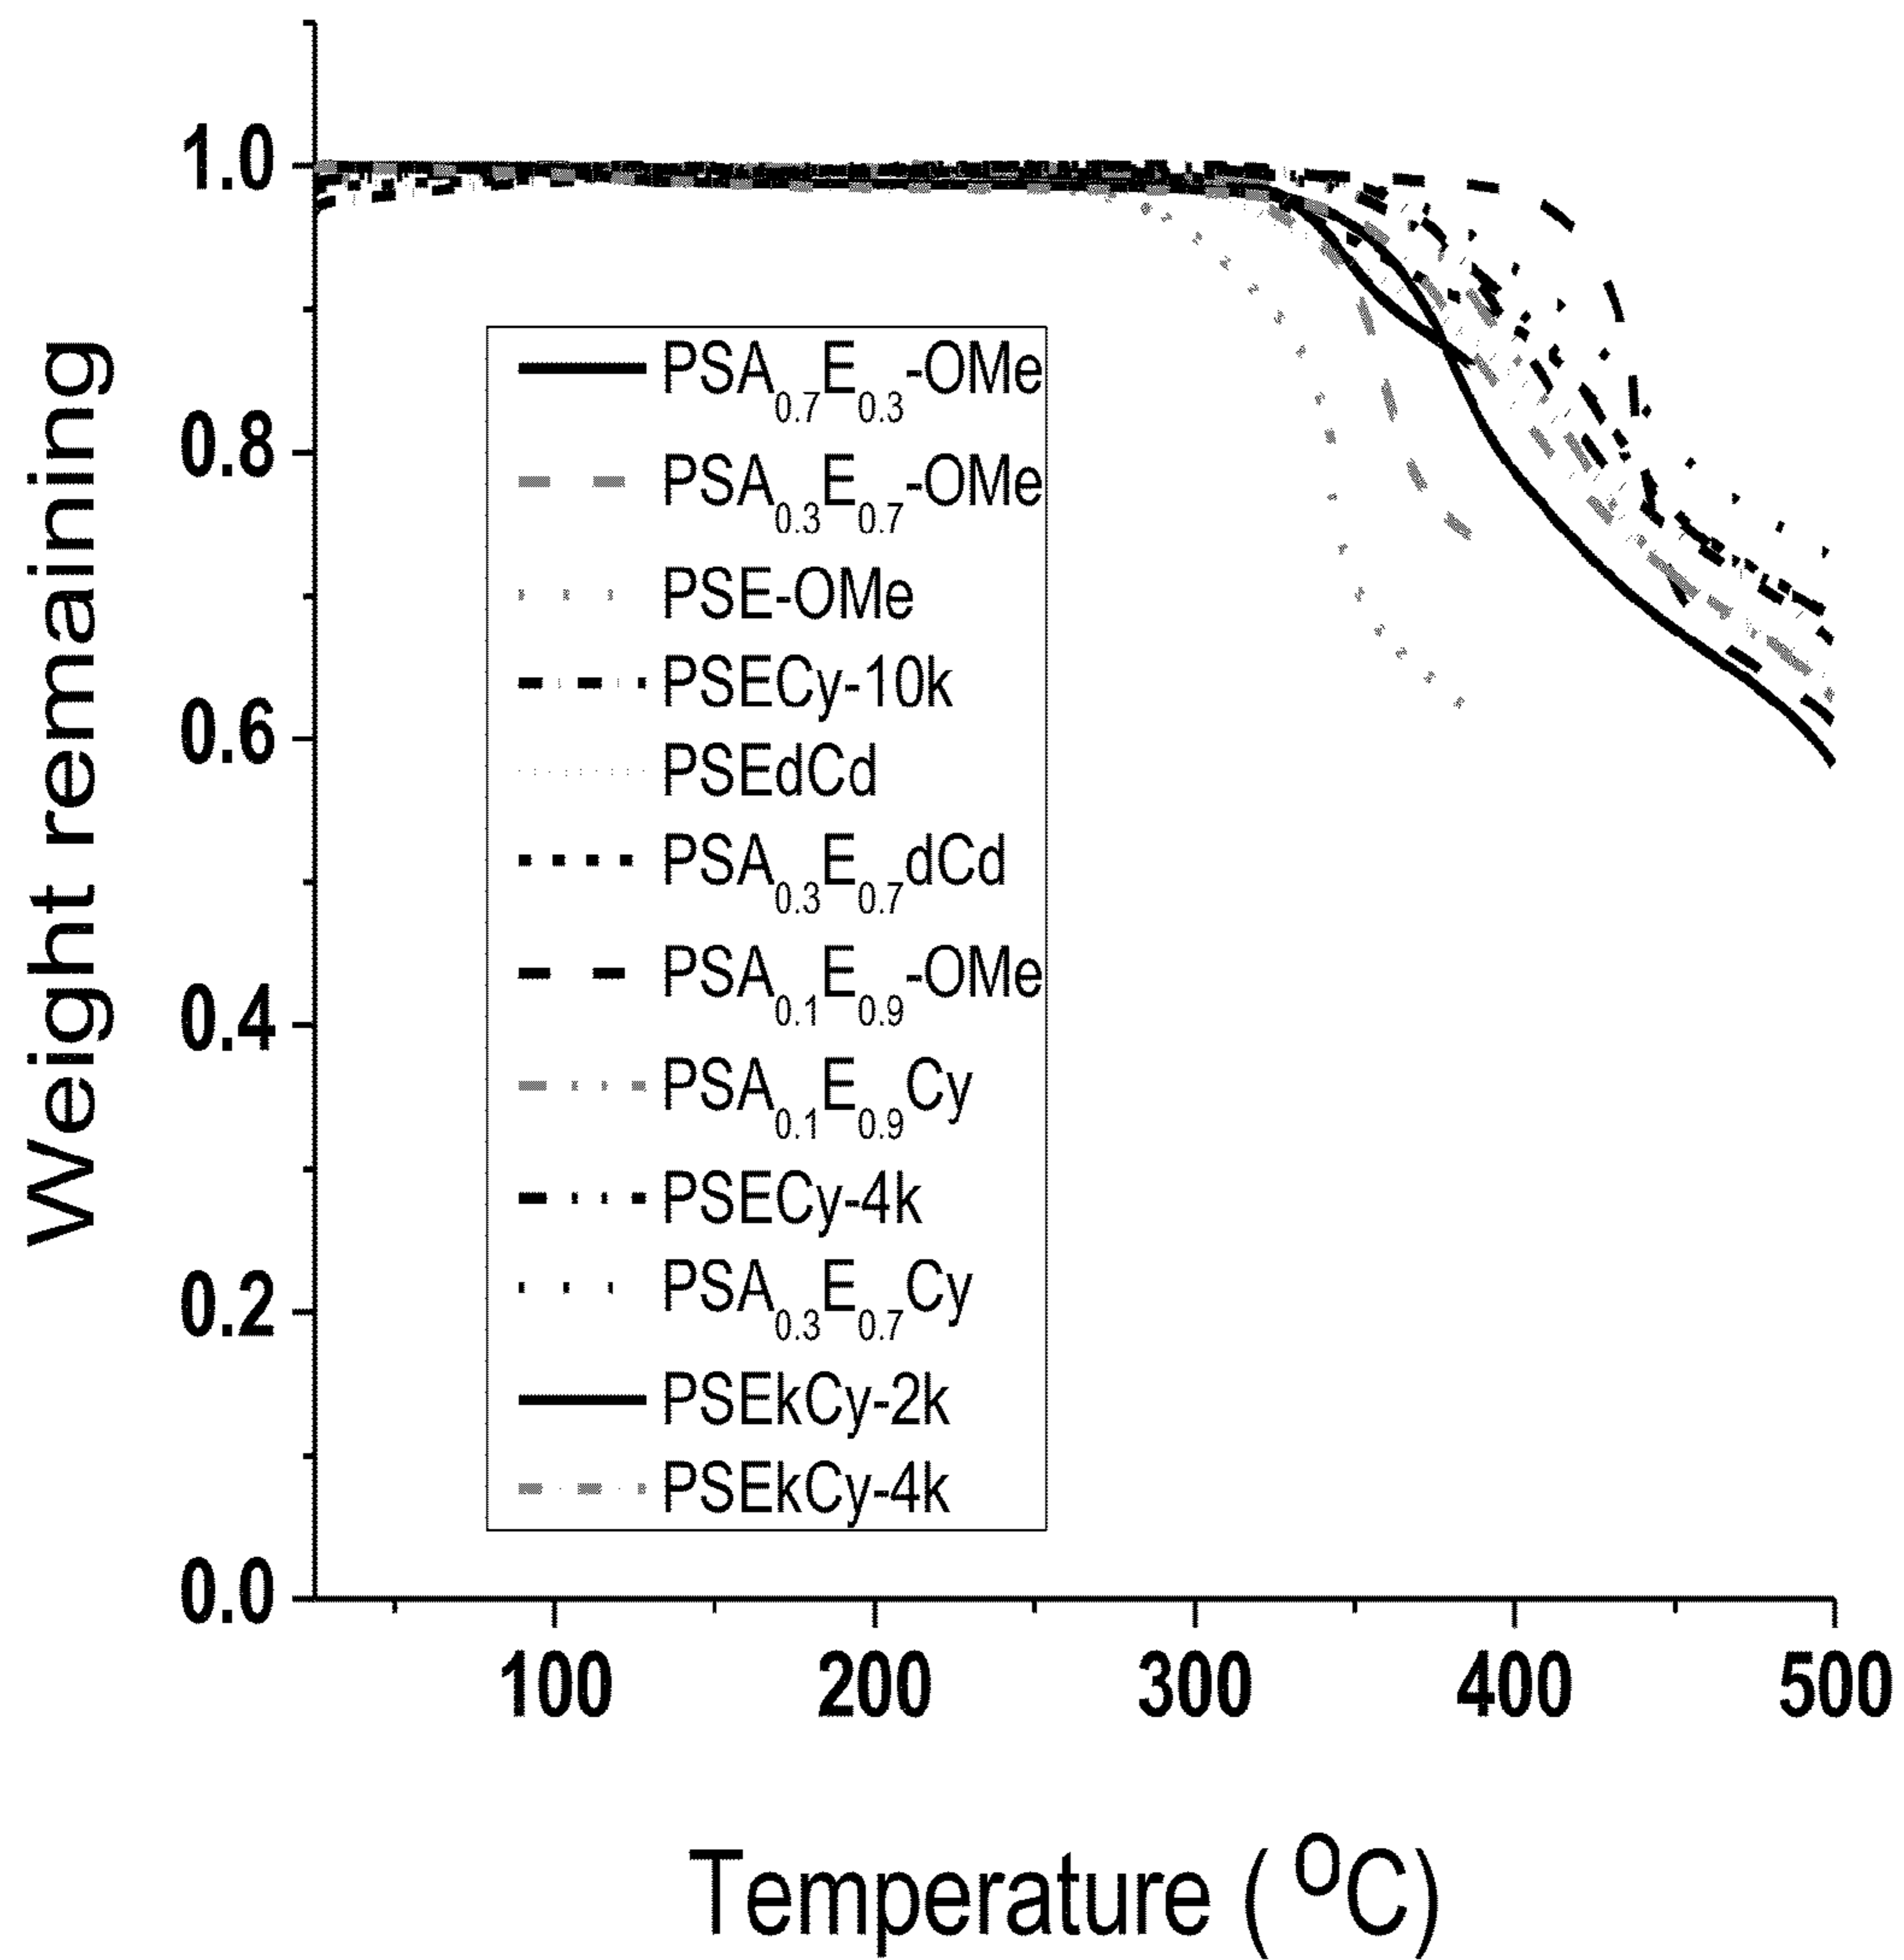 Weight remaining
1.0
0.8
0.6
0.4
0.2
0.0
PSA0.7E0.3-OMe
PSA0.3E0.7-OMe
PSE-OMe
PSECy-10k
PSEdCd
PSA0.3E0.7dCd
PSA0.1E0.9-OMe
PSA0.1E0.9Cy
PSECy-4k
PSA0.3E0.7Cy
PSEkCy-2k
PSEkCy-4k
100 200 300 400 500
Temperature (OC)